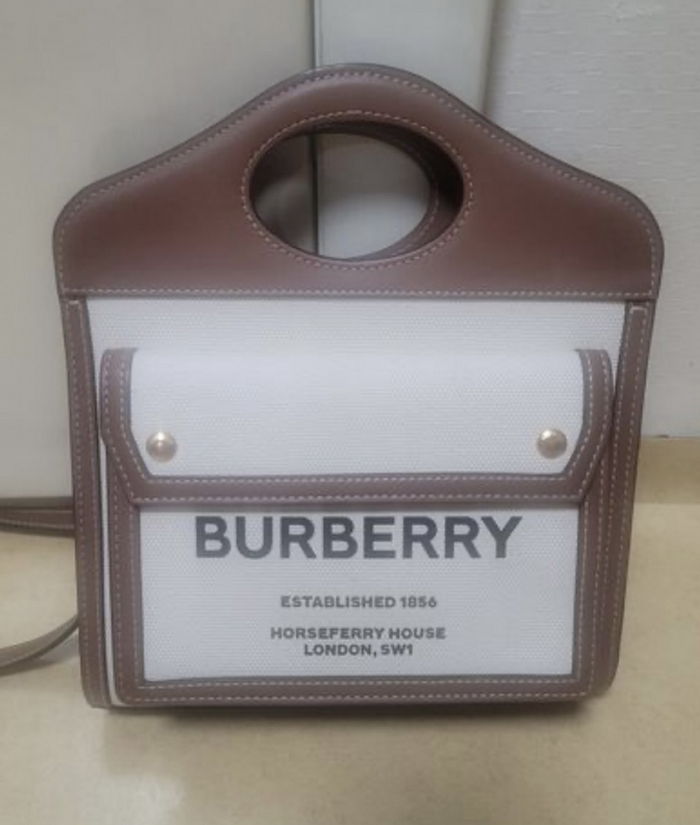 BURBERRY
ESTABLISHED 1856
HORSEFERRY HOUSE
LONDON, SW1